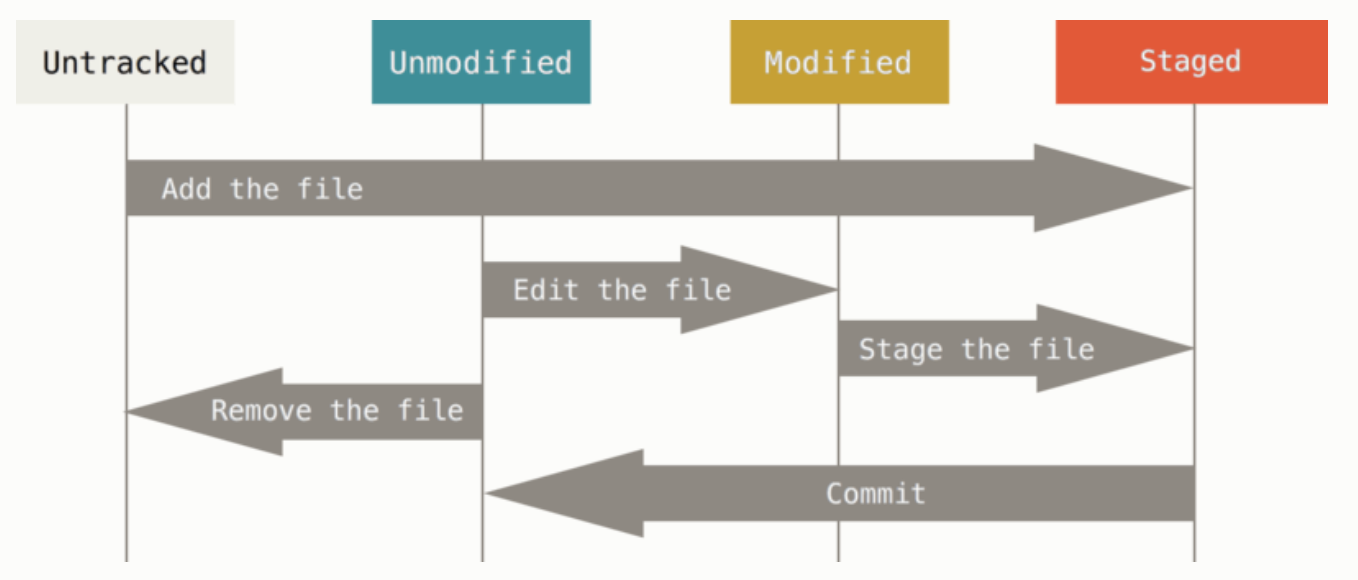 Untracked
Unmodified
Modified
Staged
Add the file
Edit the file
Stage the file
Remove the file
Commit